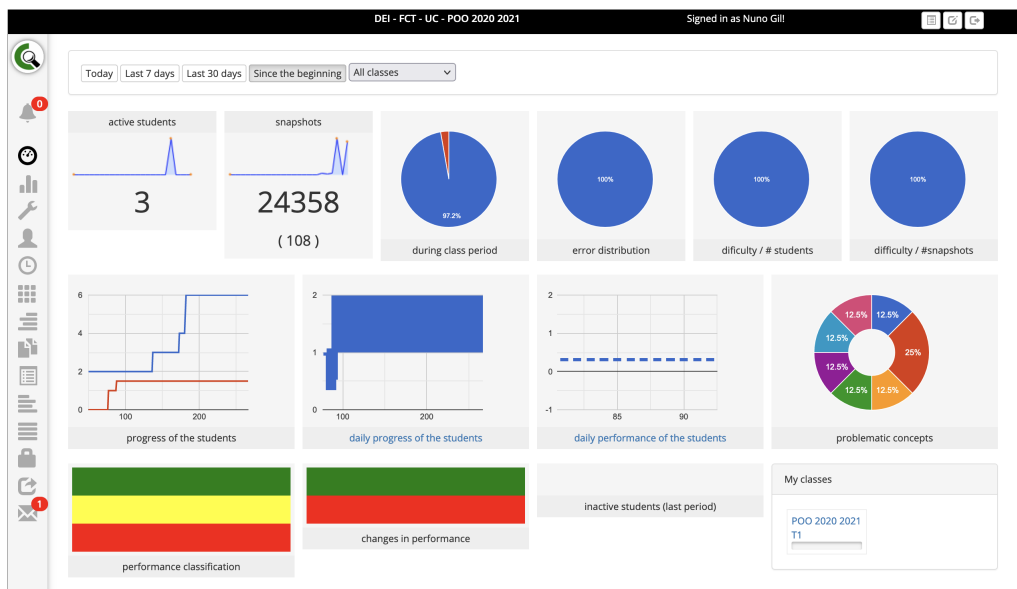 DEI - FCT - UC - POO 2020 2021
Signed in as Nuno Gil!
0
Today
Last 7 days
Last 30 days
Since the beginning
All classes
active students
3
snapshots
24358
( 108 )
97.2%
during class period
100%
error distribution
100%
dificulty / # students
100%
difficulty / #snapshots
6
4
2
0
100
200
progress of the students
2
1
0
100
200
daily progress of the students
2
1
0
-1
85
90
daily performance of the students
12.5%
12.5%
12.5%
25%
12.5%
12.5%
12.5%
problematic concepts
1
performance classification
changes in performance
inactive students (last period)
My classes
POO 2020 2021
T1